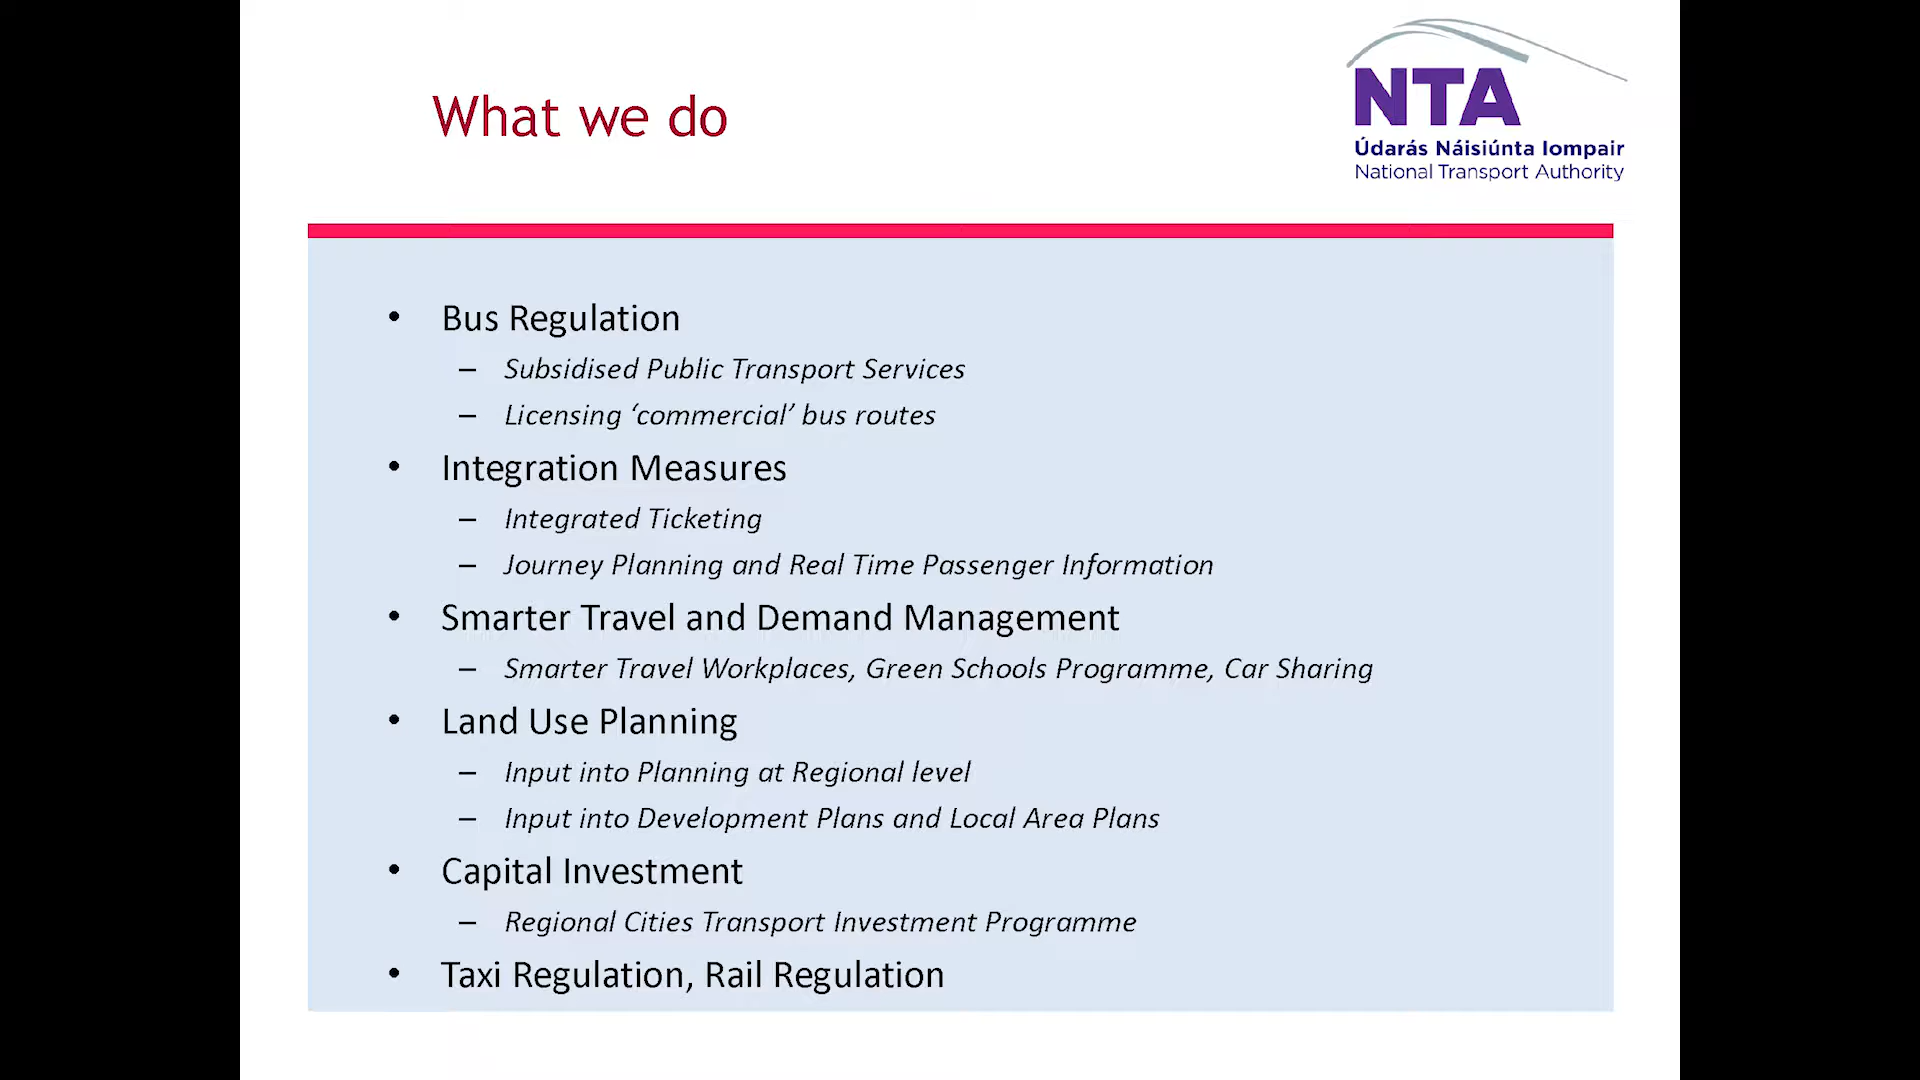 What we do
NTA
Údarás Náisiúnta Iompair
National Transport Authority
• Bus Regulation
– Subsidised Public Transport Services
– Licensing ‘commercial’ bus routes
• Integration Measures
– Integrated Ticketing
– Journey Planning and Real Time Passenger Information
• Smarter Travel and Demand Management
– Smarter Travel Workplaces, Green Schools Programme, Car Sharing
• Land Use Planning
– Input into Planning at Regional level
– Input into Development Plans and Local Area Plans
• Capital Investment
– Regional Cities Transport Investment Programme
• Taxi Regulation, Rail Regulation